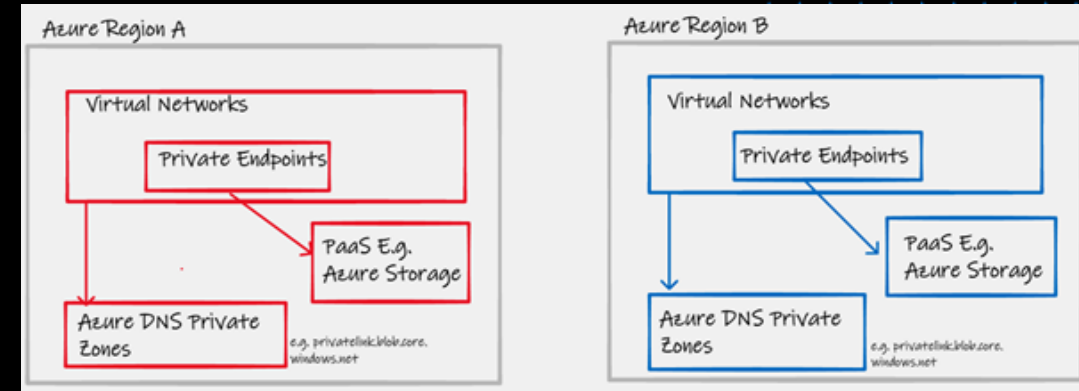 Azure Region A
Virtual Networks
Private Endpoints
PaaS E.g.
Azure Storage
Azure DNS Private
Zones
e.g. privatelink.blob.core.
windows.net
Azure Region B
Virtual Networks
Private Endpoints
PaaS E.g.
Azure Storage
Azure DNS Private
Zones
e.g. privatelink.blob.core.
windows.net